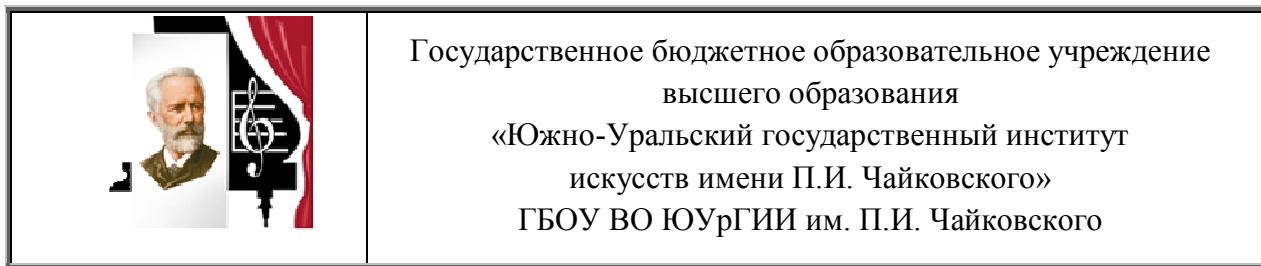 Государственное бюджетное образовательное учреждение
высшего образования
«Южно-Уральский государственный институт
искусств имени П.И. Чайковского»
ГБОУ ВО ЮУрГИИ им. П.И. Чайковского